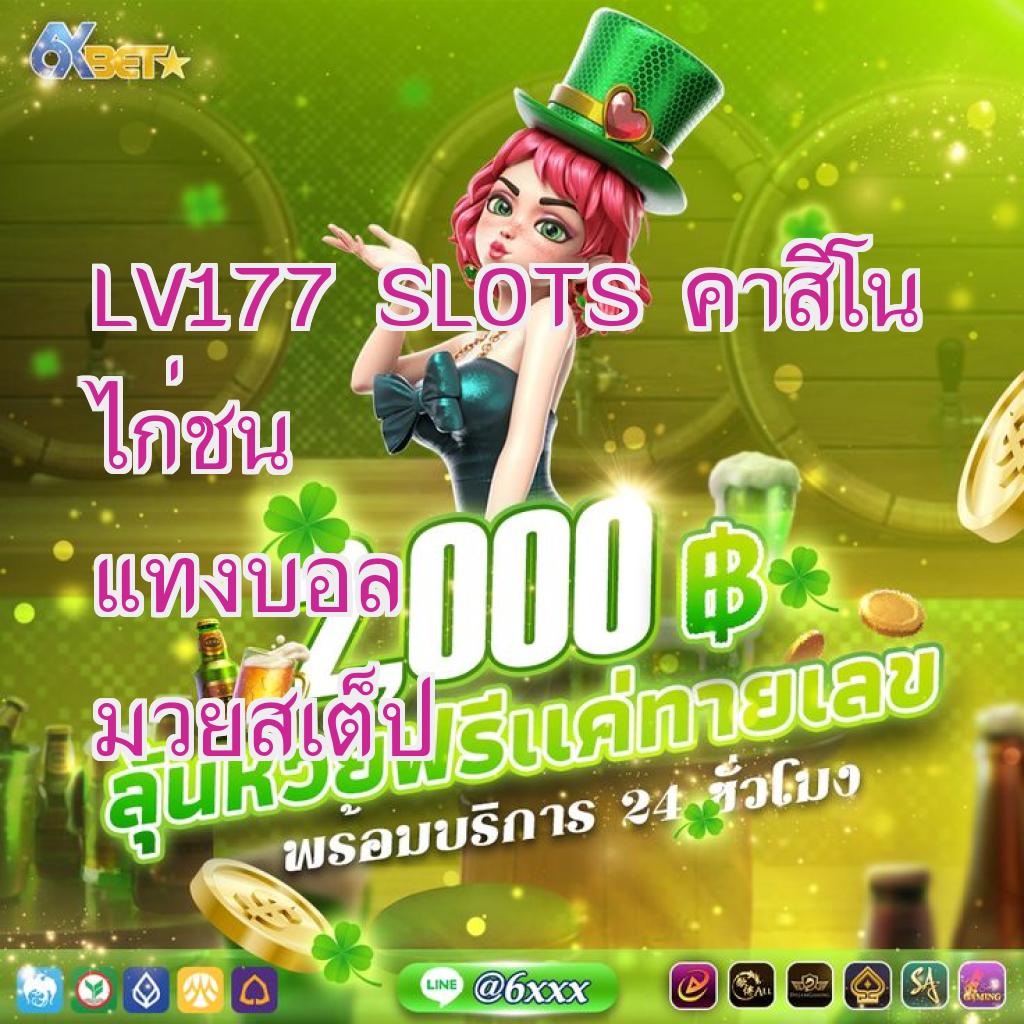 6XBET
LV177 SLOTS คาสิโน
ไก่ชน
2,000 ฿
แทงบอล
มวยสเต็ป
ลุ้นหวยฟรีแค่ทายเลข
พร้อมบริการ 24 ชั่วโมง
LINE @6xxx
SA
GAMING